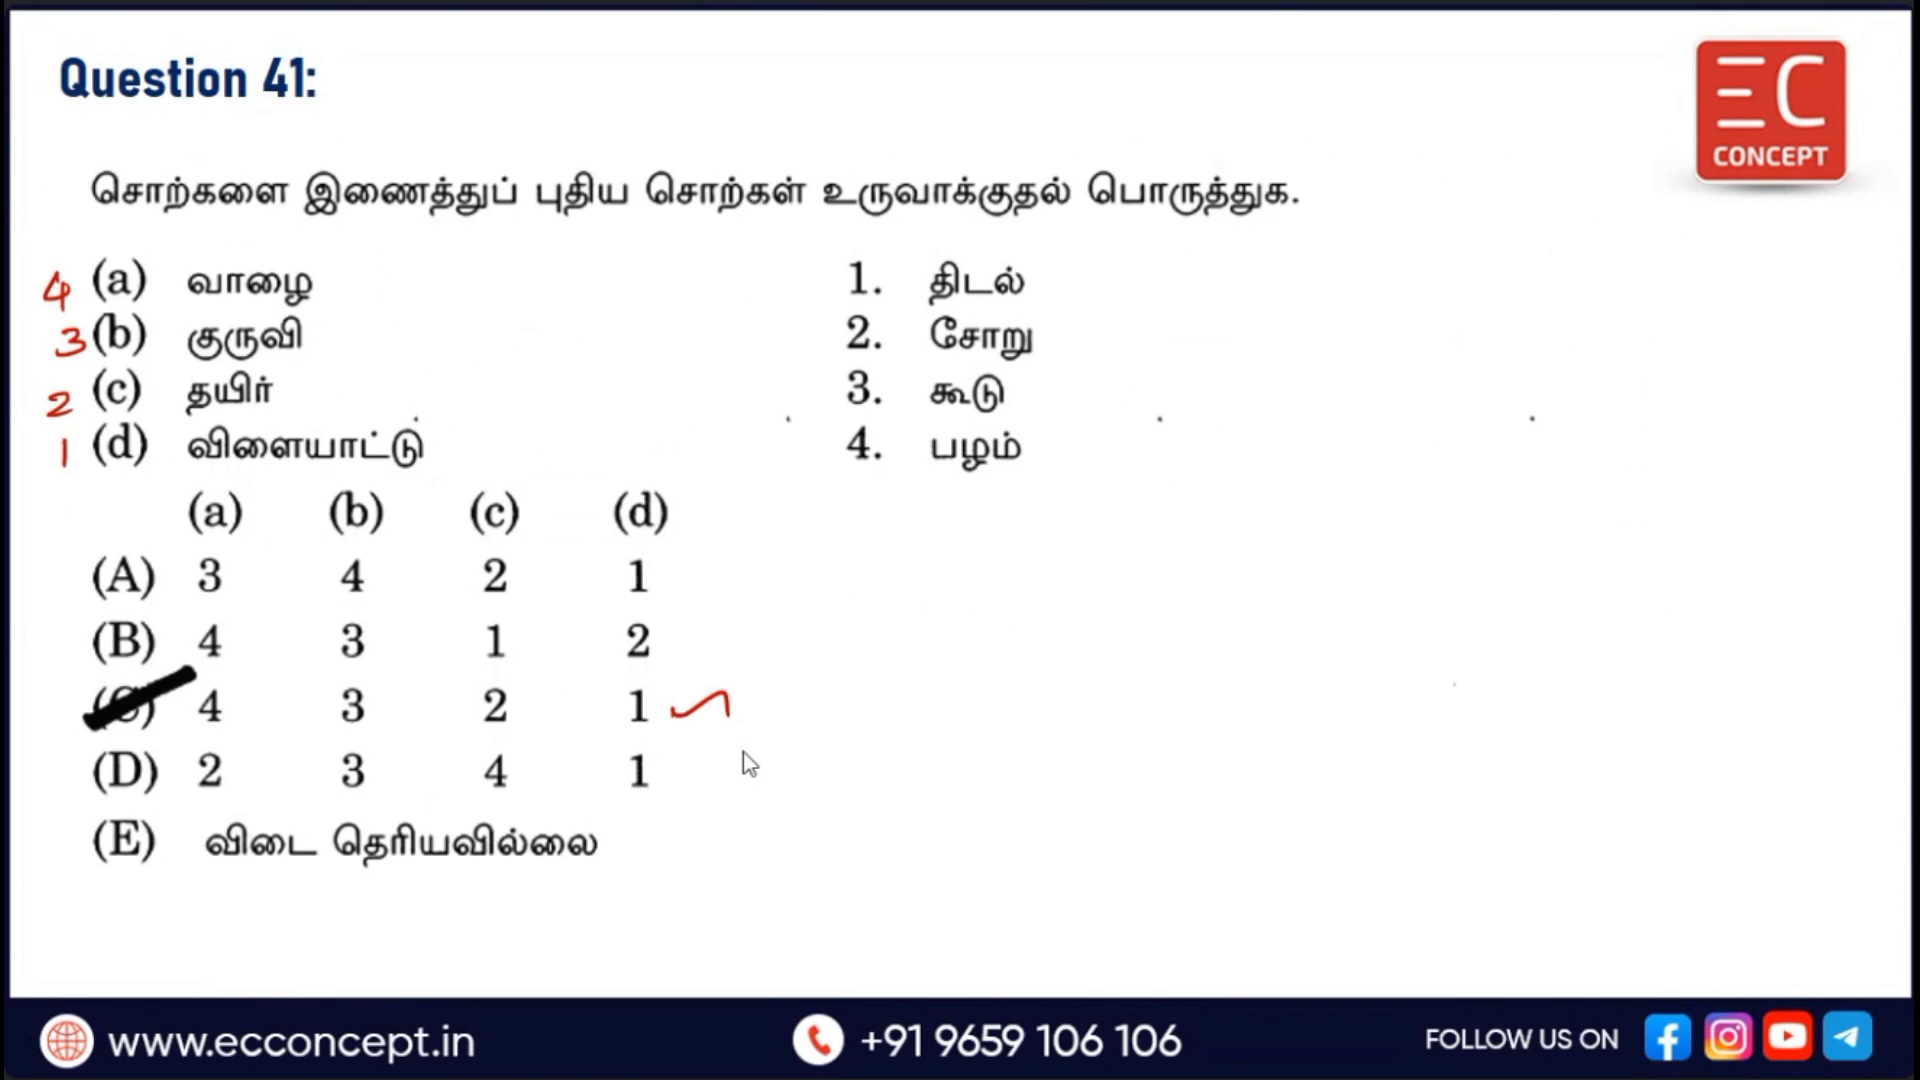 Question 41:
EC
CONCEPT
சொற்களை இணைத்துப் புதிய சொற்கள் உருவாக்குதல் பொருத்துக.
4 (a) வாழை 1. திடல்
3 (b) குருவி 2. சோறு
2 (c) தயிர் 3. கூடு
1 (d) விளையாட்டு 4. பழம்
(a) (b) (c) (d)
(A) 3 4 2 1
(B) 4 3 1 2
(C) 4 3 2 1
(D) 2 3 4 1
(E) விடை தெரியவில்லை
www.ecconcept.in +91 9659 106 106 FOLLOW US ON